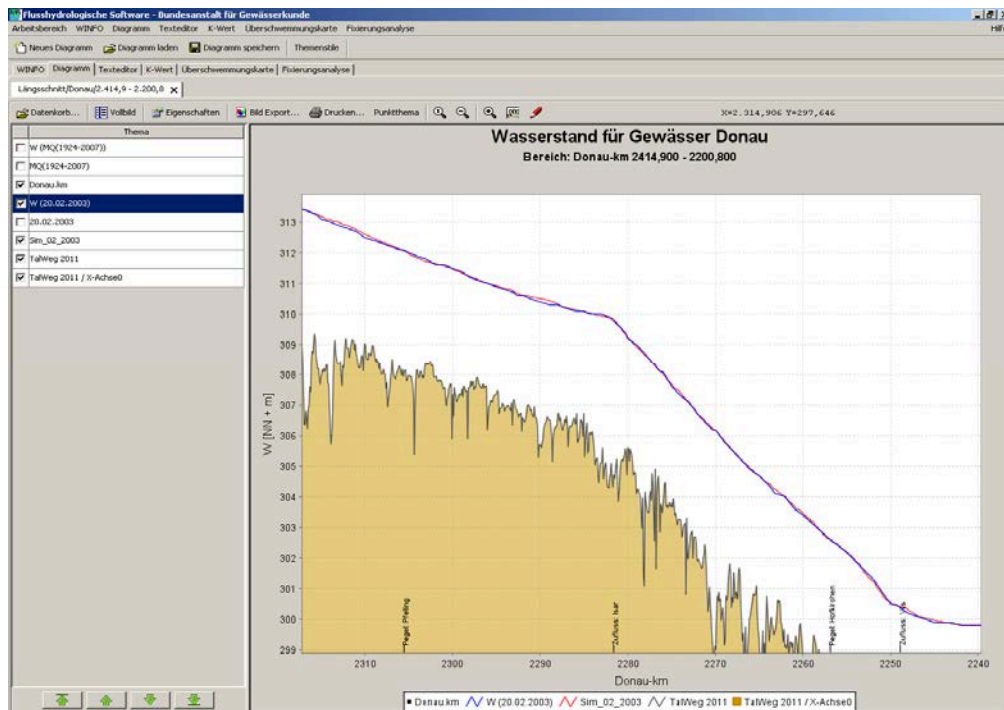 Flusshydrologische Software - Bundesanstalt für Gewässerkunde
Arbeitsbereich WINFO Diagramm Texteditor K-Wert Überschwemmungskarte Fixierungsanalyse Hilf
Neues Diagramm Diagramm laden Diagramm speichern Themenstile
WINFO Diagramm Texteditor K-Wert Überschwemmungskarte Fixierungsanalyse
Längsschnitt/Donau/2.414,9 - 2.200,8 X
Datenkorb... Vollbild Eigenschaften Bild Export... Drucken... Punktthema X=2.314,906 Y=297,646
Thema
W (MQ(1924-2007))
MQ(1924-2007)
Donau.km
W (20.02.2003)
20.02.2003
Sim_02_2003
TalWeg 2011
TalWeg 2011 / X-Achse0
Wasserstand für Gewässer Donau
Bereich: Donau-km 2414,900 - 2200,800
W [NN + m]
313
312
311
310
309
308
307
306
305
304
303
302
301
300
299
Pegel: Pfelling
Zufluss: Isar
Pegel: Hofkirchen
Zufluss: Vils
2310 2300 2290 2280 2270 2260 2250 2240
Donau-km
Donau.km W (20.02.2003) Sim_02_2003 TalWeg 2011 TalWeg 2011 / X-Achse0